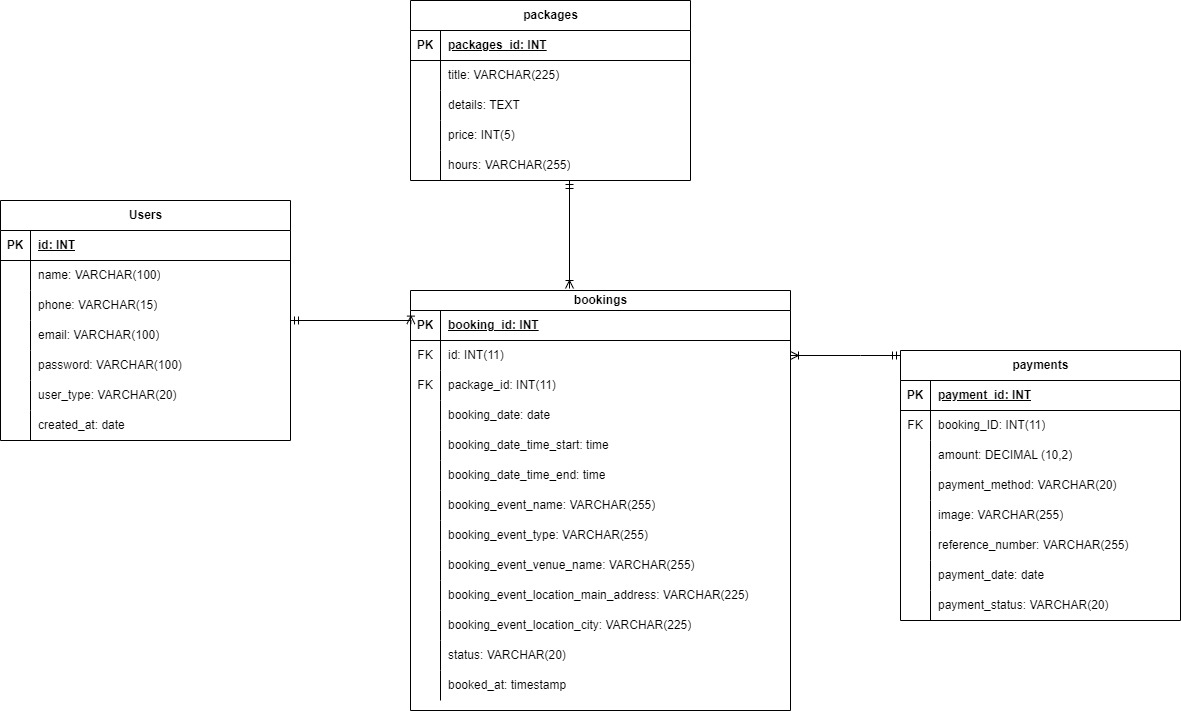 packages
PK packages_id: INT
title: VARCHAR(225)
details: TEXT
price: INT(5)
hours: VARCHAR(255)
Users
PK id: INT
name: VARCHAR(100)
phone: VARCHAR(15)
email: VARCHAR(100)
password: VARCHAR(100)
user_type: VARCHAR(20)
created_at: date
bookings
PK booking_id: INT
FK id: INT(11)
FK package_id: INT(11)
booking_date: date
booking_date_time_start: time
booking_date_time_end: time
booking_event_name: VARCHAR(255)
booking_event_type: VARCHAR(255)
booking_event_venue_name: VARCHAR(255)
booking_event_location_main_address: VARCHAR(225)
booking_event_location_city: VARCHAR(225)
status: VARCHAR(20)
booked_at: timestamp
payments
PK payment_id: INT
FK booking_ID: INT(11)
amount: DECIMAL (10,2)
payment_method: VARCHAR(20)
image: VARCHAR(255)
reference_number: VARCHAR(255)
payment_date: date
payment_status: VARCHAR(20)